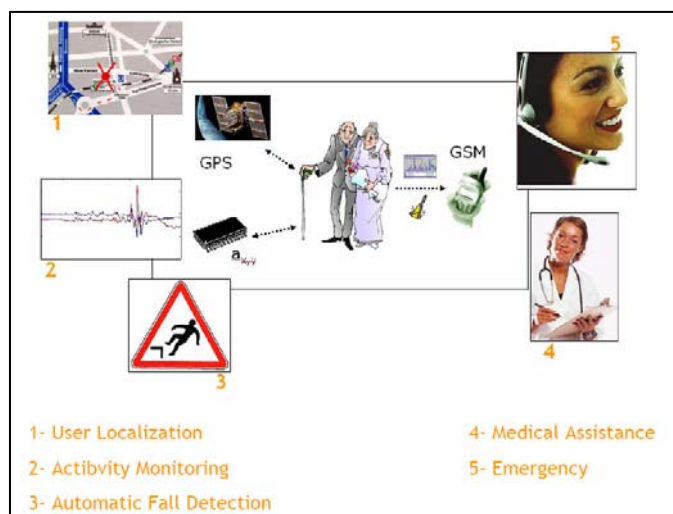 5
1
GPS
GSM
a x,y,z
2
4
3
1- User Localization
2- Actibvity Monitoring
3- Automatic Fall Detection
4- Medical Assistance
5- Emergency